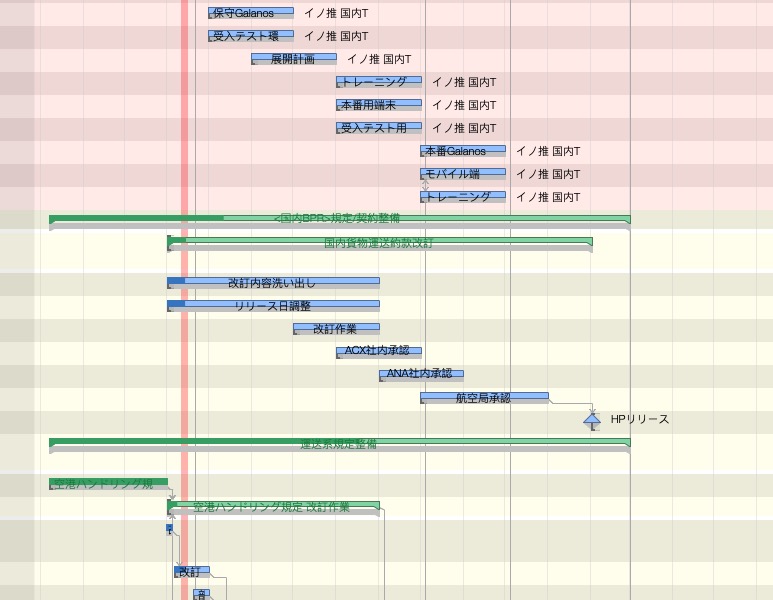 保守Galanos イノ推 国内T
受入テスト環 イノ推 国内T
展開計画 イノ推 国内T
トレーニング イノ推 国内T
本番用端末 イノ推 国内T
受入テスト用 イノ推 国内T
本番Galanos イノ推 国内T
モバイル端 イノ推 国内T
トレーニング イノ推 国内T
<国内BPR>規定/契約整備
国内貨物運送約款改訂
改訂内容洗い出し
リリース日調整
改訂作業
ACX社内承認
ANA社内承認
航空局承認
HPリリース
運送系規定整備
空港ハンドリング規
空港ハンドリング規定 改訂作業
改訂